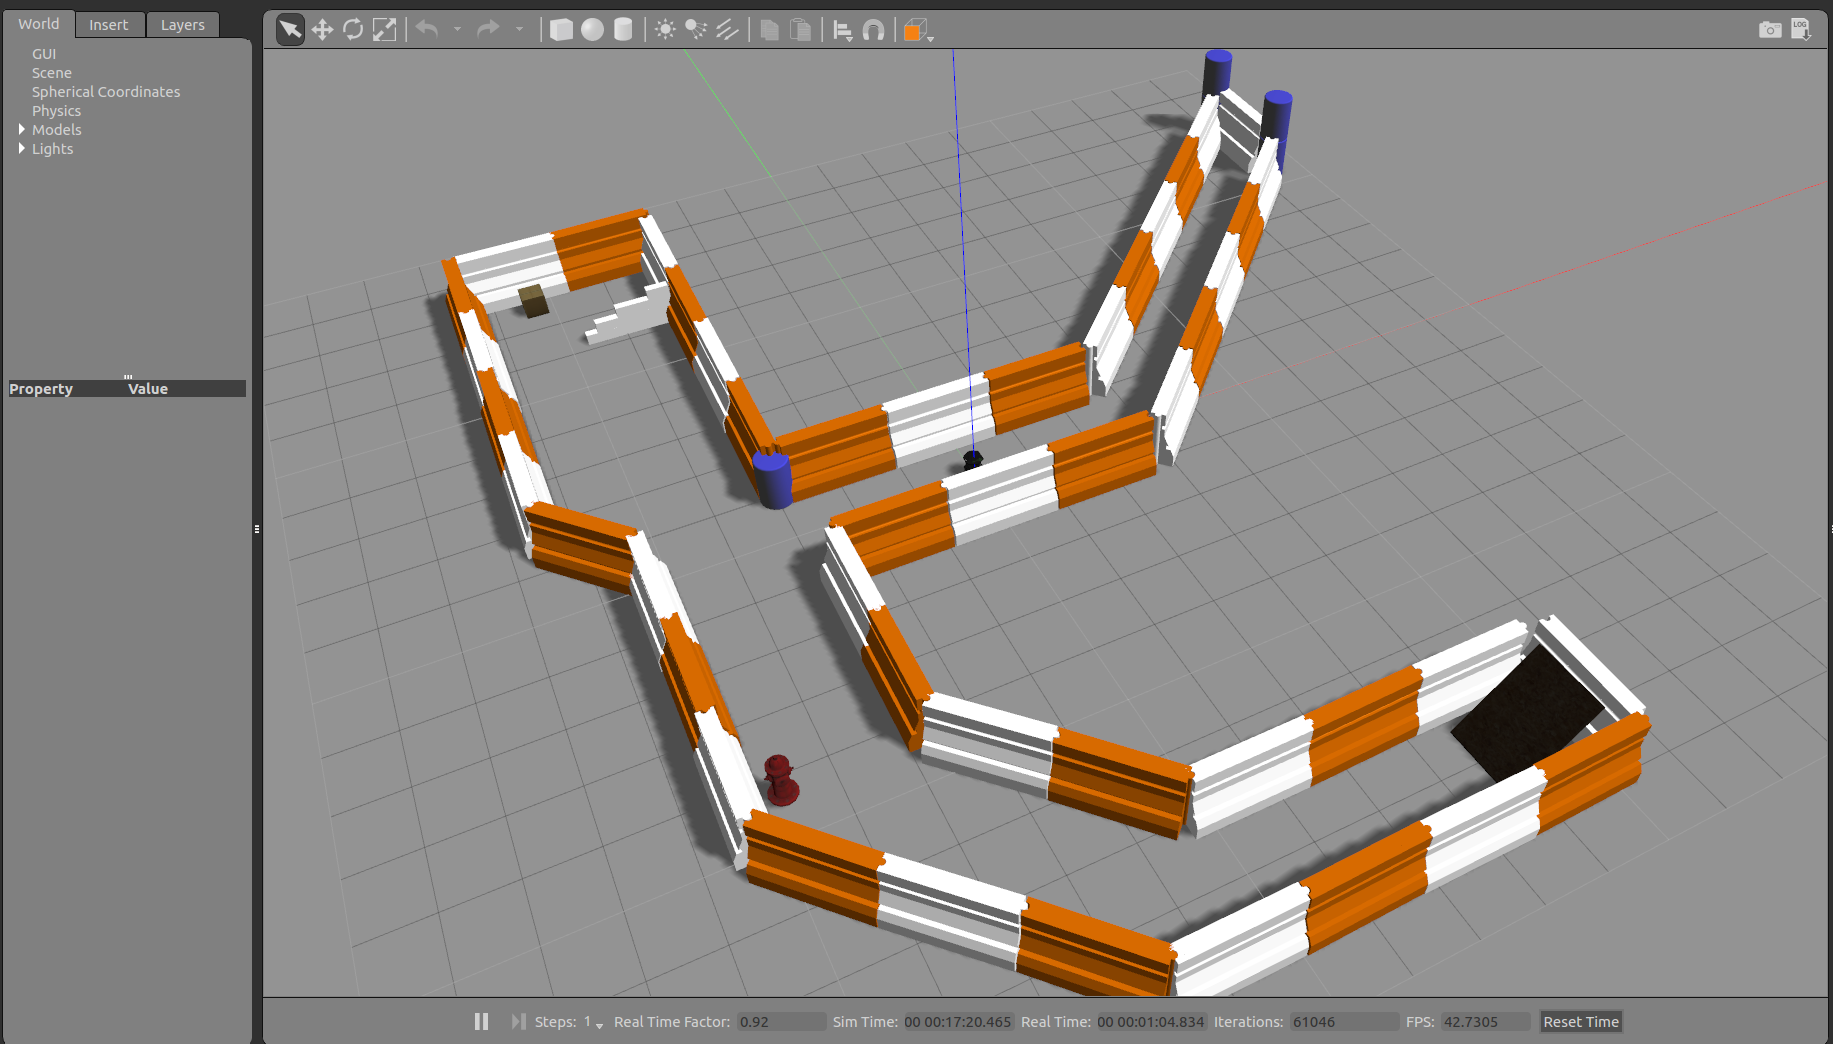 World Insert Layers
GUI
Scene
Spherical Coordinates
Physics
Models
Lights
Property Value
LOG
Steps: 1 Real Time Factor: 0.92 Sim Time: 00 00:17:20.465 Real Time: 00 00:01:04.834 Iterations: 61046 FPS: 42.7305 Reset Time